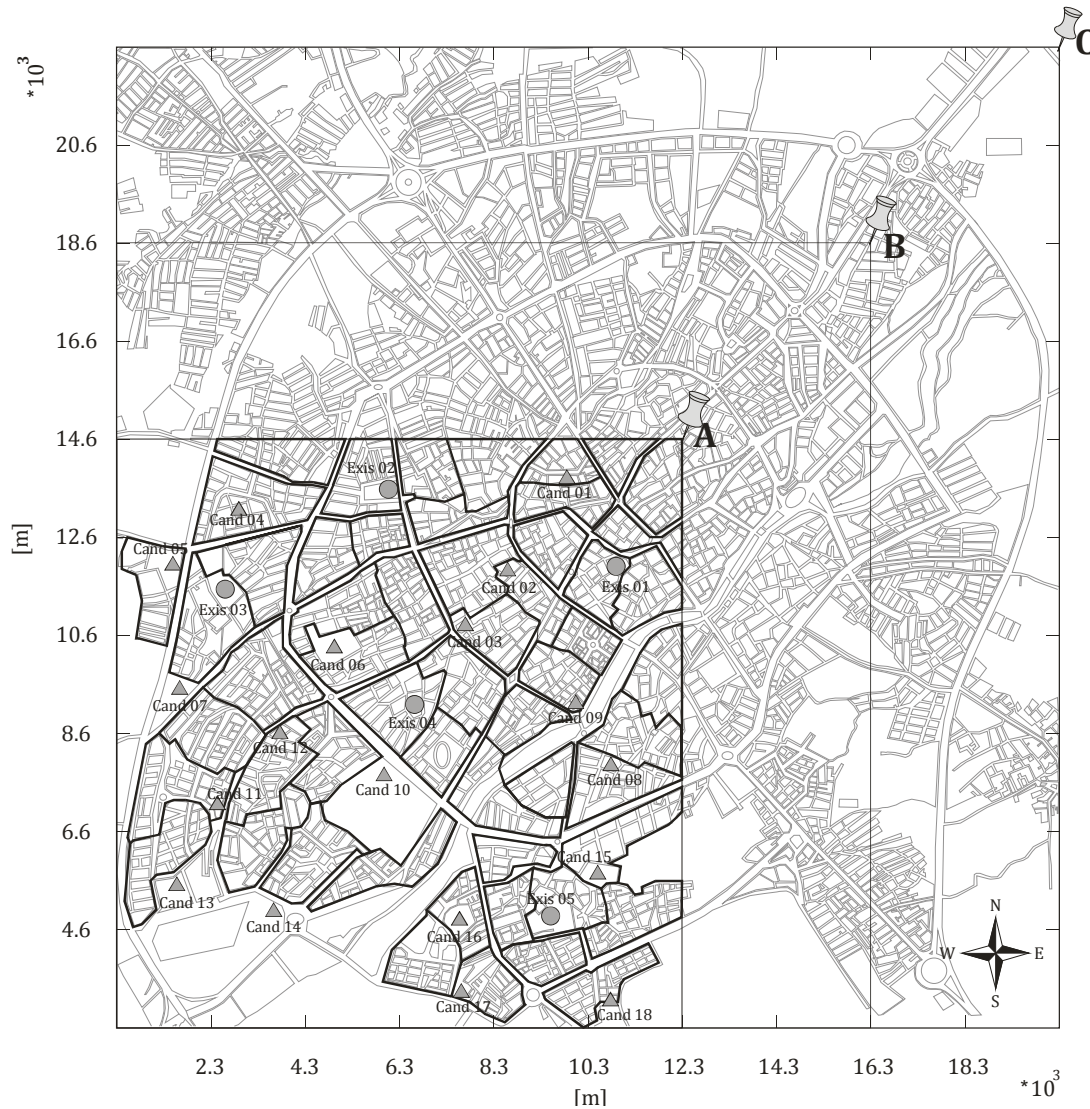 C
*10³
20.6
B
18.6
16.6
A
14.6
Exis 02
Cand 01
Cand 04
12.6
[m]
Cand 05
Cand 02
Exis 01
Exis 03
10.6
Cand 03
Cand 06
Cand 07
Cand 09
Exis 04
8.6
Cand 12
Cand 08
Cand 10
Cand 11
6.6
Cand 15
Cand 13
Exis 05
Cand 14
4.6
Cand 16
N
W
E
S
Cand 17
Cand 18
2.3 4.3 6.3 8.3 10.3 12.3 14.3 16.3 18.3
[m]
*10³